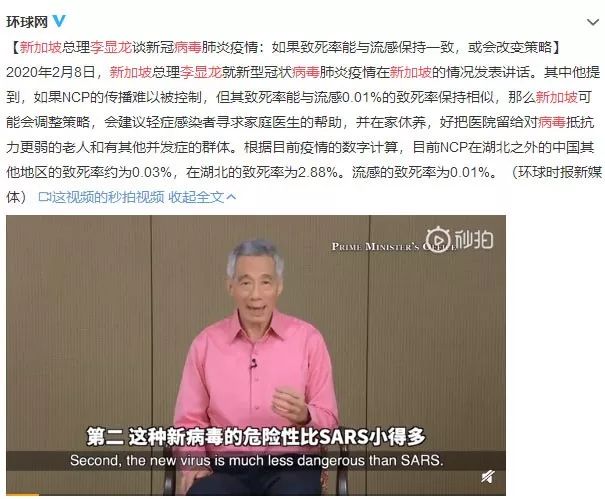 环球网
【新加坡总理李显龙谈新冠病毒肺炎疫情：如果致死率能与流感保持一致，或会改变策略】
2020年2月8日，新加坡总理李显龙就新型冠状病毒肺炎疫情在新加坡的情况发表讲话。其中他提
到，如果NCP的传播难以被控制，但其致死率能与流感0.01%的致死率保持相似，那么新加坡可
能会调整策略，会建议轻症感染者寻求家庭医生的帮助，并在家休养，好把医院留给对病毒抵抗
力更弱的老人和有其他并发症的群体。根据目前疫情的数字计算，目前NCP在湖北之外的中国其
他地区的致死率约为0.03%，在湖北的致死率为2.88%。流感的致死率为0.01%。（环球时报新媒
体） 这视频的秒拍视频 收起全文
PRIME MINISTER'S OFFICE
秒拍
第二 这种新病毒的危险性比SARS小得多
Second, the new virus is much less dangerous than SARS.